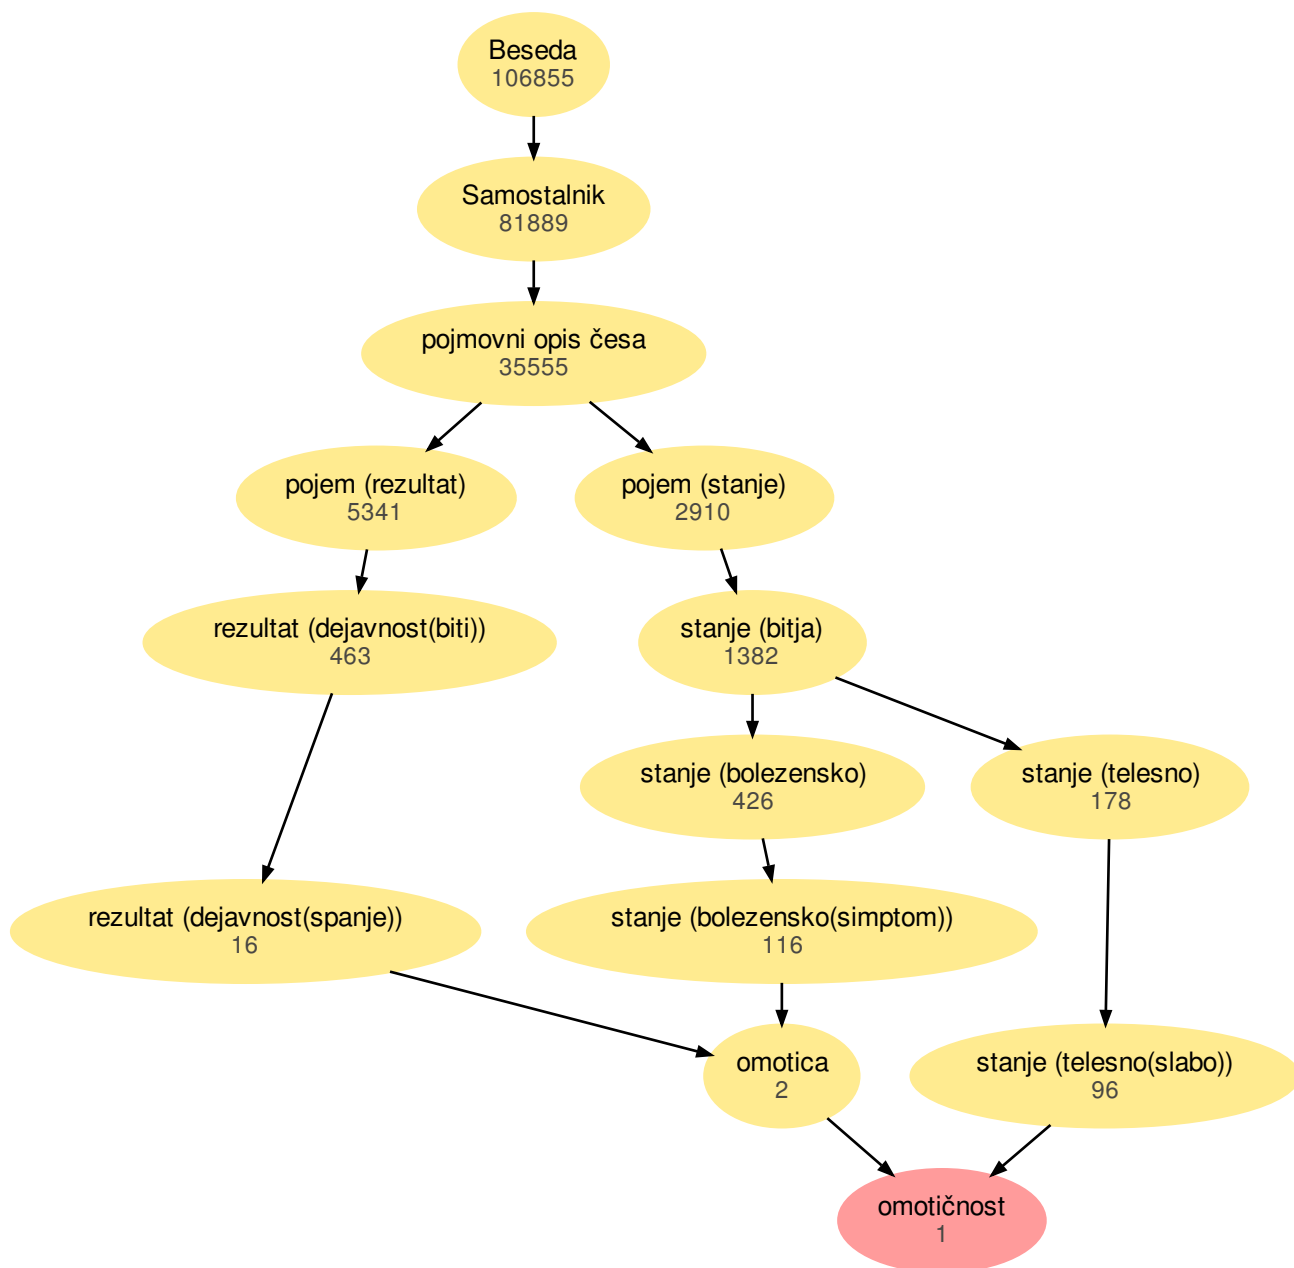 Beseda
106855
Samostalnik
81889
pojmovni opis česa
35555
pojem (rezultat)
5341
pojem (stanje)
2910
rezultat (dejavnost(biti))
463
stanje (bitja)
1382
stanje (bolezensko)
426
stanje (telesno)
178
rezultat (dejavnost(spanje))
16
stanje (bolezensko(simptom))
116
omotica
2
stanje (telesno(slabo))
96
omotičnost
1